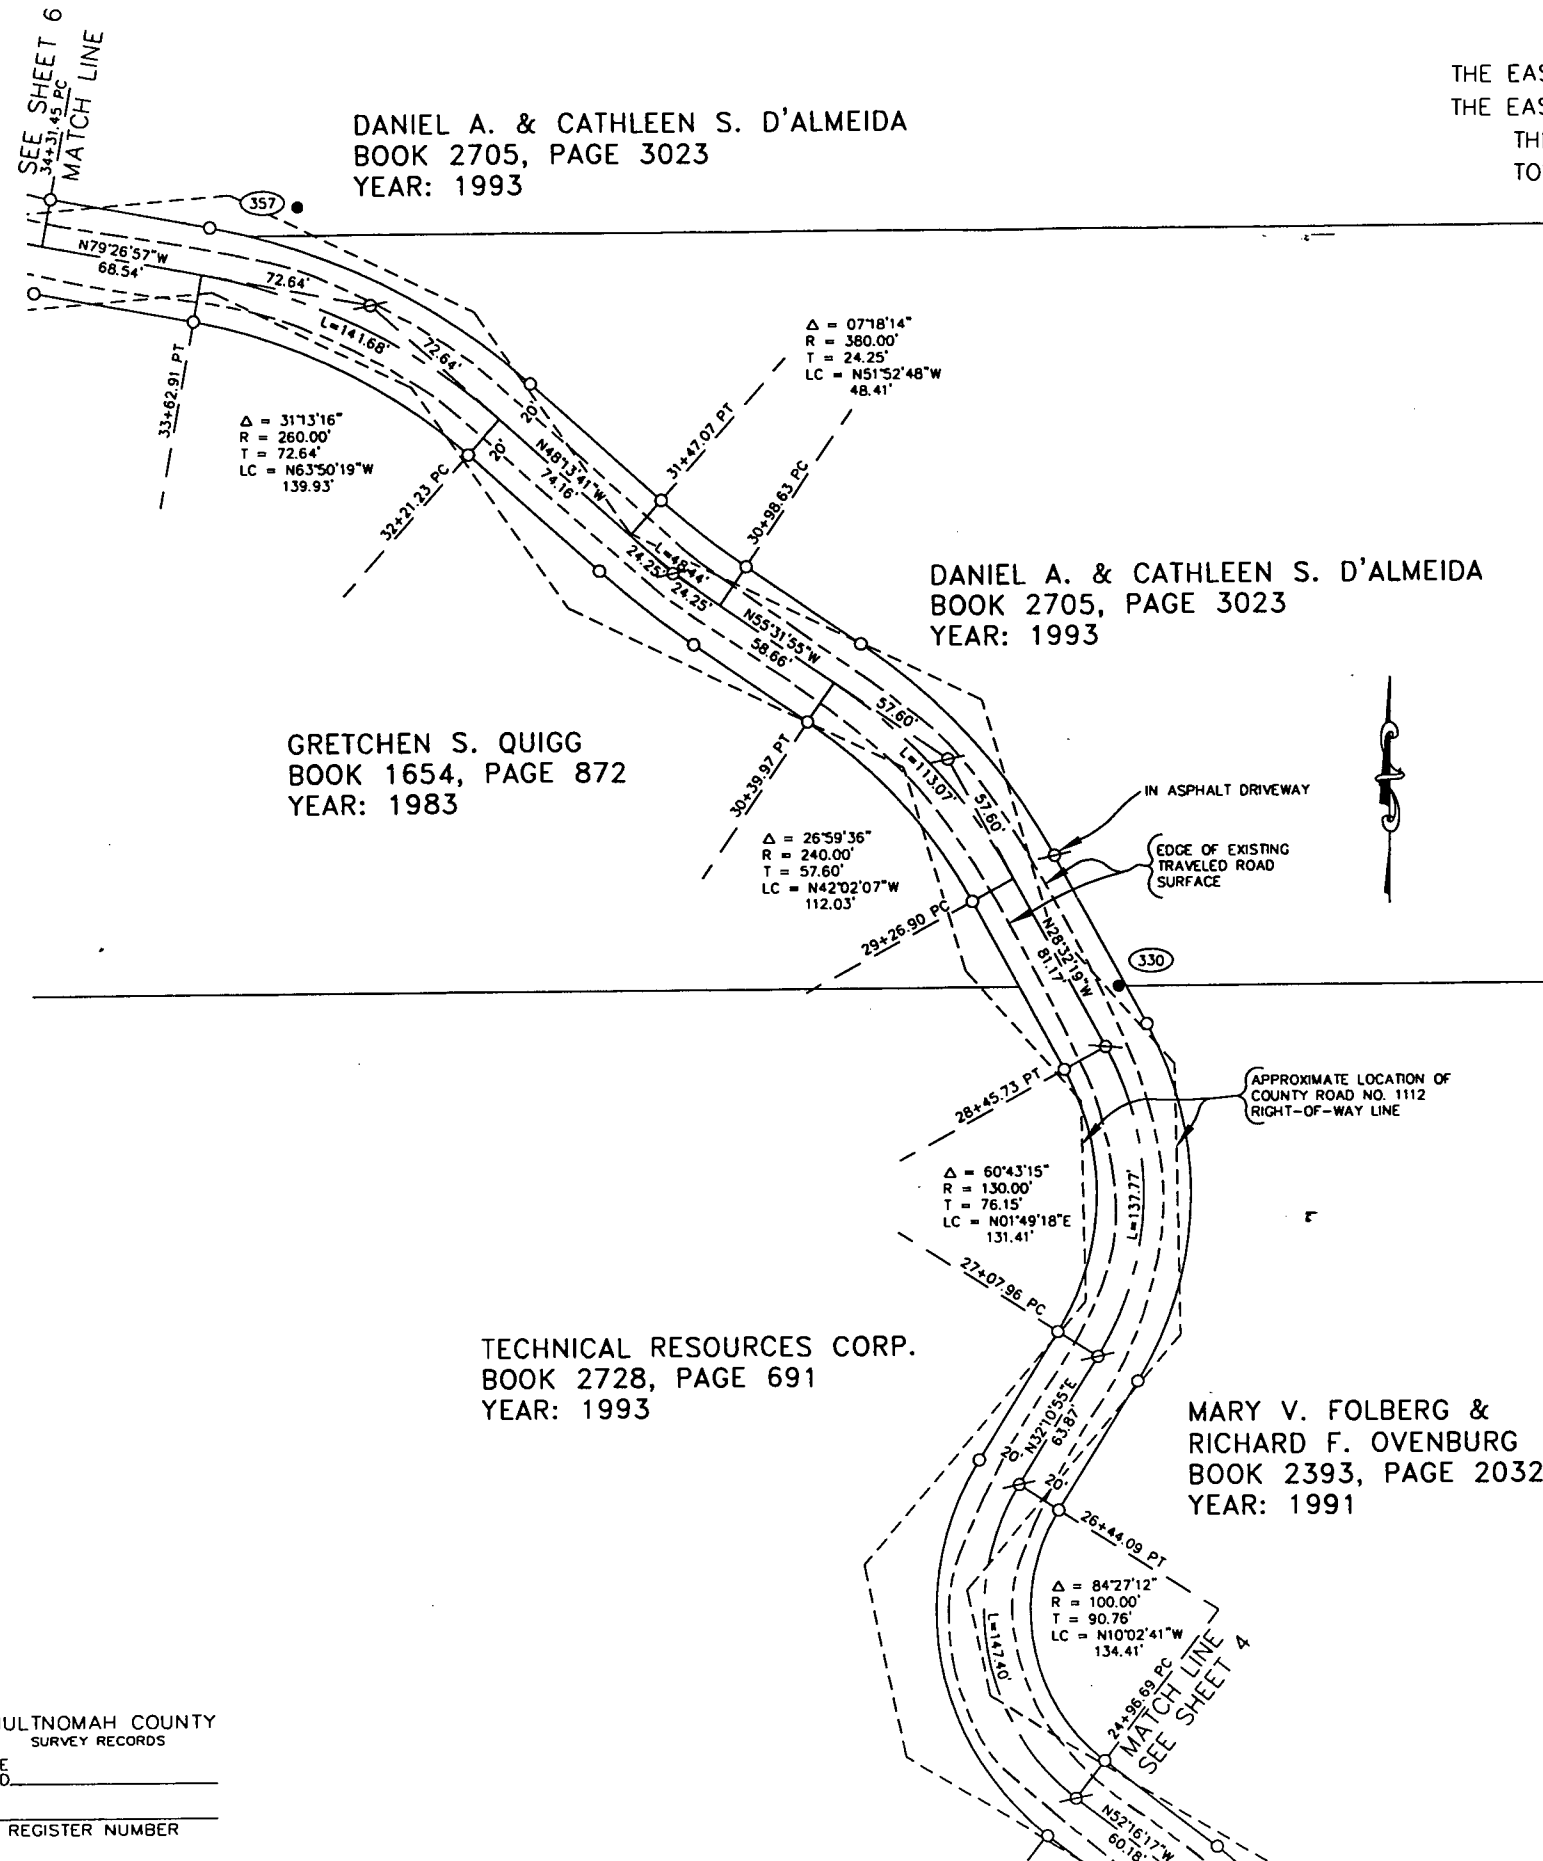 SEE SHEET 6
34+31.45 PC
MATCH LINE
DANIEL A. & CATHLEEN S. D'ALMEIDA
BOOK 2705, PAGE 3023
YEAR: 1993
THE EAS
THE EAS
TH
TO
357
N79°26'57"W
68.54'
72.64'
L=141.68'
72.64'
33+62.91 PT
Δ = 31°13'16"
R = 260.00'
T = 72.64'
LC = N63°50'19"W
139.93'
Δ = 07°18'14"
R = 380.00'
T = 24.25'
LC = N51°52'48"W
48.41'
20'
20'
32+21.23 PC
N48°13'41"W
74.16'
31+47.07 PT
30+98.63 PC
L=48.44'
24.25'
24.25'
DANIEL A. & CATHLEEN S. D'ALMEIDA
BOOK 2705, PAGE 3023
YEAR: 1993
N55°31'55"W
58.66'
57.60'
L=113.07'
57.60'
GRETCHEN S. QUIGG
BOOK 1654, PAGE 872
YEAR: 1983
30+39.97 PT
IN ASPHALT DRIVEWAY
EDGE OF EXISTING
TRAVELED ROAD
SURFACE
Δ = 26°59'36"
R = 240.00'
T = 57.60'
LC = N42°02'07"W
112.03'
29+26.90 PC
N28°32'19"W
81.17'
330
28+45.73 PT
APPROXIMATE LOCATION OF
COUNTY ROAD NO. 1112
RIGHT-OF-WAY LINE
Δ = 60°43'15"
R = 130.00'
T = 76.15'
LC = N01°49'18"E
131.41'
L=137.77'
27+07.96 PC
TECHNICAL RESOURCES CORP.
BOOK 2728, PAGE 691
YEAR: 1993
N32°10'55"E
63.87'
20'
20'
MARY V. FOLBERG &
RICHARD F. OVENBURG
BOOK 2393, PAGE 2032
YEAR: 1991
26+44.09 PT
Δ = 84°27'12"
R = 100.00'
T = 90.76'
LC = N10°02'41"W
134.41'
L=147.40'
24+96.69 PC
MATCH LINE
SEE SHEET 4
N52°16'17"W
60.18'
ULTNOMAH COUNTY
SURVEY RECORDS
E
D
REGISTER NUMBER